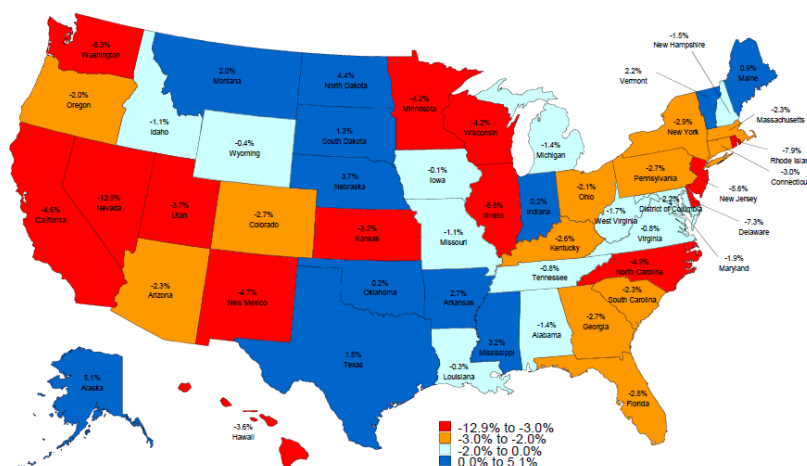 -1.5%
New Hampshire
-8.3%
Washington
2.0%
Montana
4.4%
North Dakota
-4.2%
Minnesota
2.2%
Vermont
0.9%
Maine
-2.0%
Oregon
-1.1%
Idaho
-0.4%
Wyoming
1.3%
South Dakota
-4.2%
Wisconsin
-1.4%
Michigan
-2.9%
New York
-2.3%
Massachusetts
-7.9%
Rhode Islan
-3.0%
Connecticu
-4.6%
California
-12.9%
Nevada
-3.7%
Utah
-2.7%
Colorado
3.7%
Nebraska
-0.1%
Iowa
-2.7%
Pennsylvania
-5.6%
New Jersey
Illinois
0.2%
Indiana
-2.1%
Ohio
-1.7%
West Virginia
District of Columbia
-0.8%
Virginia
-7.3%
Delaware
-1.9%
Maryland
-3.2%
Kansas
-1.1%
Missouri
-2.6%
Kentucky
-2.3%
Arizona
-4.7%
New Mexico
0.2%
Oklahoma
2.7%
Arkansas
-0.8%
Tennessee
-4.9%
North Carolina
-2.3%
South Carolina
1.5%
Texas
-0.3%
Louisiana
3.2%
Mississippi
-1.4%
Alabama
-2.7%
Georgia
-2.8%
Florida
5.1%
Alaska
-3.6%
Hawaii
-12.9% to -3.0%
-3.0% to -2.0%
-2.0% to 0.0%
0.0% to 5.1%